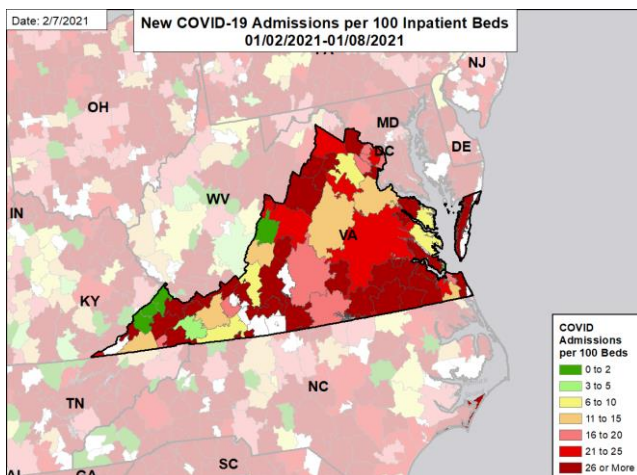 Date: 2/7/2021
New COVID-19 Admissions per 100 Inpatient Beds
01/02/2021-01/08/2021
NJ
OH
MD
DC
DE
WV
IN
VA
KY
NC
TN
SC
COVID
Admissions
per 100 Beds
0 to 2
3 to 5
6 to 10
11 to 15
16 to 20
21 to 25
26 or More